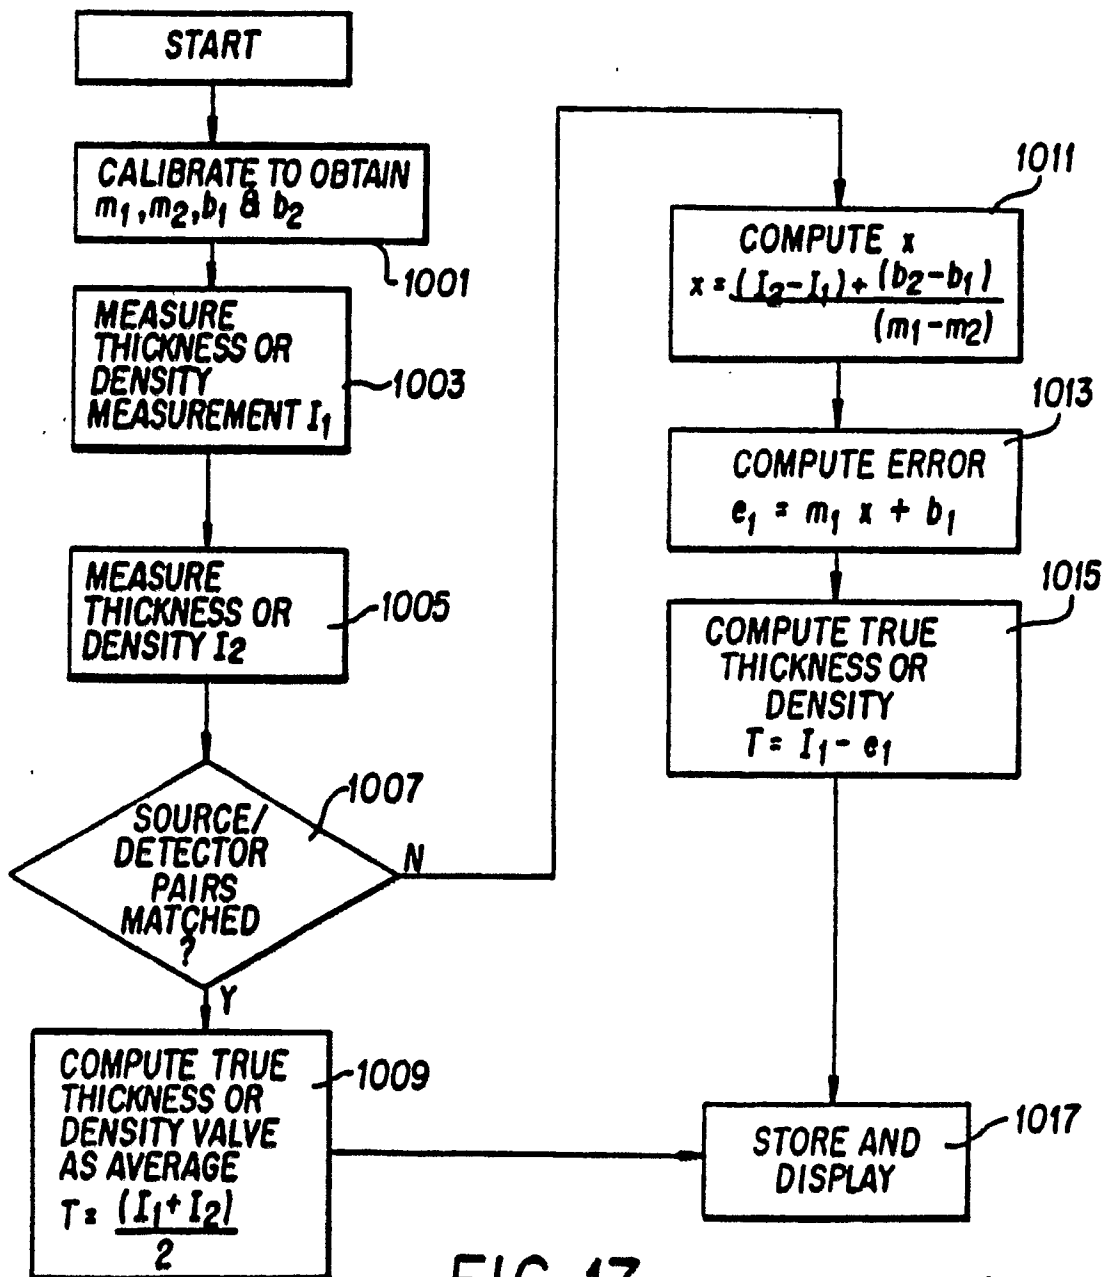 START
CALIBRATE TO OBTAIN
m1, m2, b1 & b2
1001
MEASURE
THICKNESS OR
DENSITY
MEASUREMENT I1
1003
MEASURE
THICKNESS OR
DENSITY I2
1005
SOURCE/
DETECTOR
PAIRS
MATCHED
?
1007
N
Y
COMPUTE TRUE
THICKNESS OR
DENSITY VALVE
AS AVERAGE
T = (I1 + I2)
2
1009
1011
COMPUTE x
x = (I2-I1) + (b2-b1)
(m1-m2)
1013
COMPUTE ERROR
e1 = m1 x + b1
1015
COMPUTE TRUE
THICKNESS OR
DENSITY
T = I1 - e1
STORE AND
DISPLAY
1017
FIG. 17